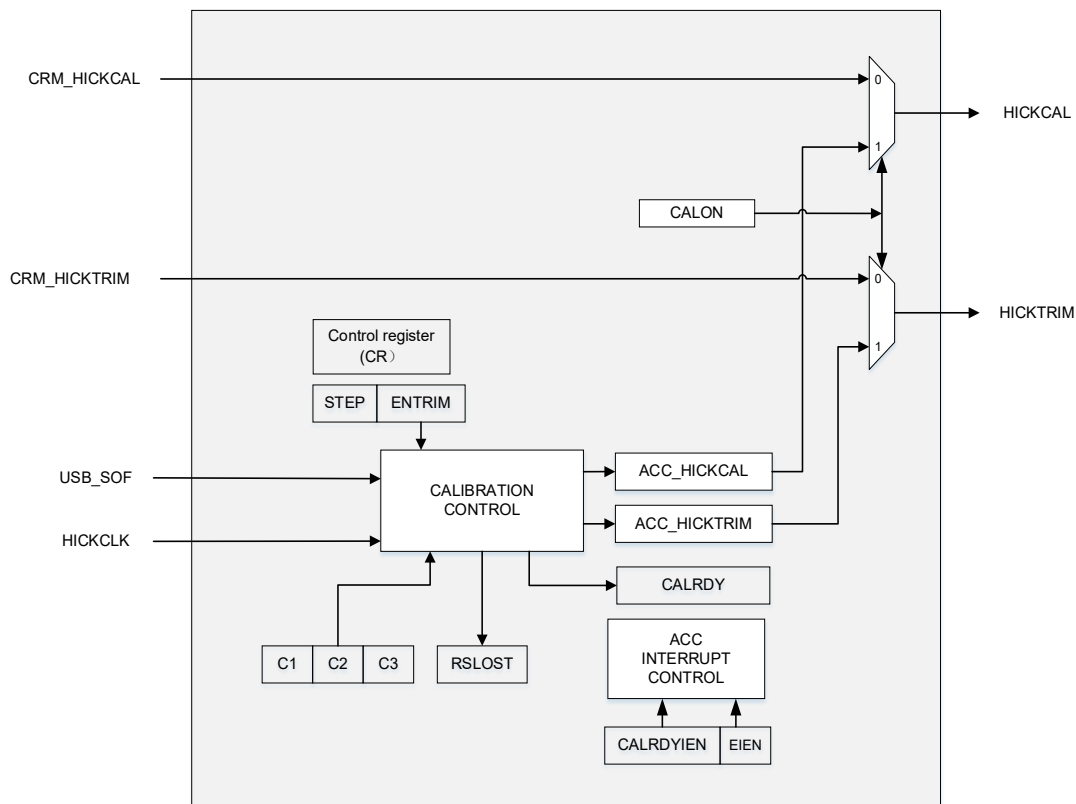 CRM_HICKCAL
0
HICKCAL
1
CALON
CRM_HICKTRIM
0
HICKTRIM
1
Control register
(CR）
STEP ENTRIM
USB_SOF
CALIBRATION
CONTROL
ACC_HICKCAL
HICKCLK
ACC_HICKTRIM
CALRDY
C1 C2 C3
RSLOST
ACC
INTERRUPT
CONTROL
CALRDYIEN EIEN